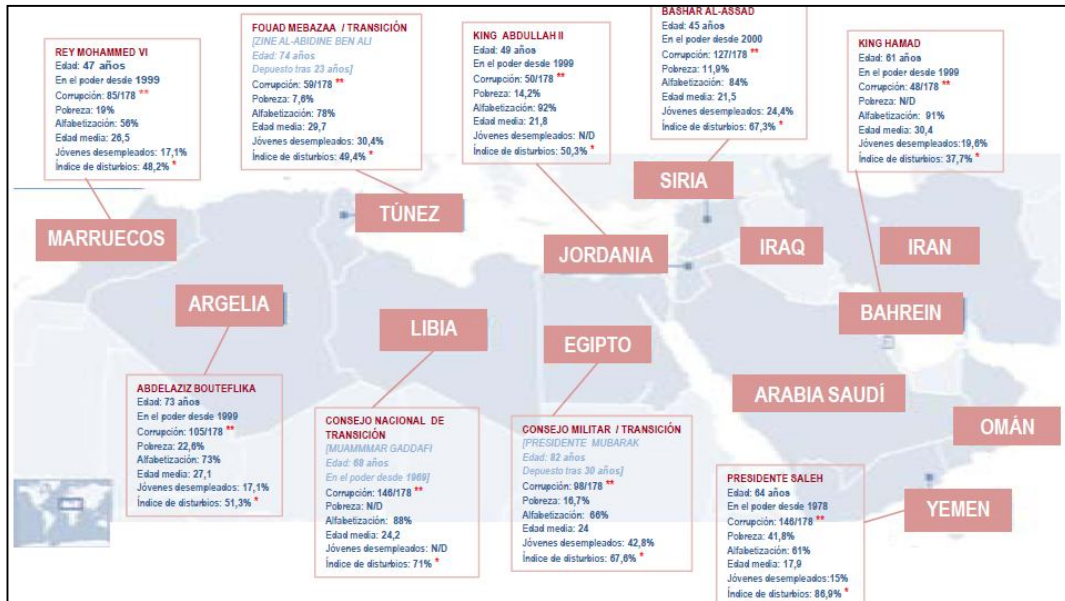 REY MOHAMMED VI
Edad: 47 años
En el poder desde 1999
Corrupción: 85/178 **
Pobreza: 19%
Alfabetización: 56%
Edad media: 26,5
Jóvenes desempleados: 17,1%
Índice de disturbios: 48,2% *
FOUAD MEBAZAA / TRANSICIÓN
[ZINE AL-ABIDINE BEN ALI
Edad: 74 años
Depuesto tras 23 años]
Corrupción: 59/178 **
Pobreza: 7,6%
Alfabetización: 78%
Edad media: 29,7
Jóvenes desempleados: 30,4%
Índice de disturbios: 49,4% *
KING ABDULLAH II
Edad: 49 años
En el poder desde 1999
Corrupción: 50/178 **
Pobreza: 14,2%
Alfabetización: 92%
Edad media: 21,8
Jóvenes desempleados: N/D
Índice de disturbios: 50,3% *
BASHAR AL-ASSAD
Edad: 45 años
En el poder desde 2000
Corrupción: 127/178 **
Pobreza: 11,9%
Alfabetización: 84%
Edad media: 21,5
Jóvenes desempleados: 24,4%
Índice de disturbios: 67,3% *
KING HAMAD
Edad: 61 años
En el poder desde 1999
Corrupción: 48/178 **
Pobreza: N/D
Alfabetización: 91%
Edad media: 30,4
Jóvenes desempleados:19,6%
Índice de disturbios: 37,7% *
MARRUECOS
TÚNEZ
SIRIA
JORDANIA
IRAQ
IRAN
ARGELIA
LIBIA
EGIPTO
BAHREIN
ARABIA SAUDÍ
OMÁN
YEMEN
ABDELAZIZ BOUTEFLIKA
Edad: 73 años
En el poder desde 1999
Corrupción: 105/178 **
Pobreza: 22,6%
Alfabetización: 73%
Edad media: 27,1
Jóvenes desempleados: 17,1%
Índice de disturbios: 51,3% *
CONSEJO NACIONAL DE
TRANSICIÓN
[MUAMMMAR GADDAFI
Edad: 68 años
En el poder desde 1969]
Corrupción: 146/178 **
Pobreza: N/D
Alfabetización: 88%
Edad media: 24,2
Jóvenes desempleados: N/D
Índice de disturbios: 71% *
CONSEJO MILITAR / TRANSICIÓN
[PRESIDENTE MUBARAK
Edad: 82 años
Depuesto tras 30 años]
Corrupción: 98/178 **
Pobreza: 16,7%
Alfabetización: 66%
Edad media: 24
Jóvenes desempleados: 42,8%
Índice de disturbios: 67,6% *
PRESIDENTE SALEH
Edad: 64 años
En el poder desde 1978
Corrupción: 146/178 **
Pobreza: 41,8%
Alfabetización: 61%
Edad media: 17,9
Jóvenes desempleados:15%
Índice de disturbios: 86,9% *